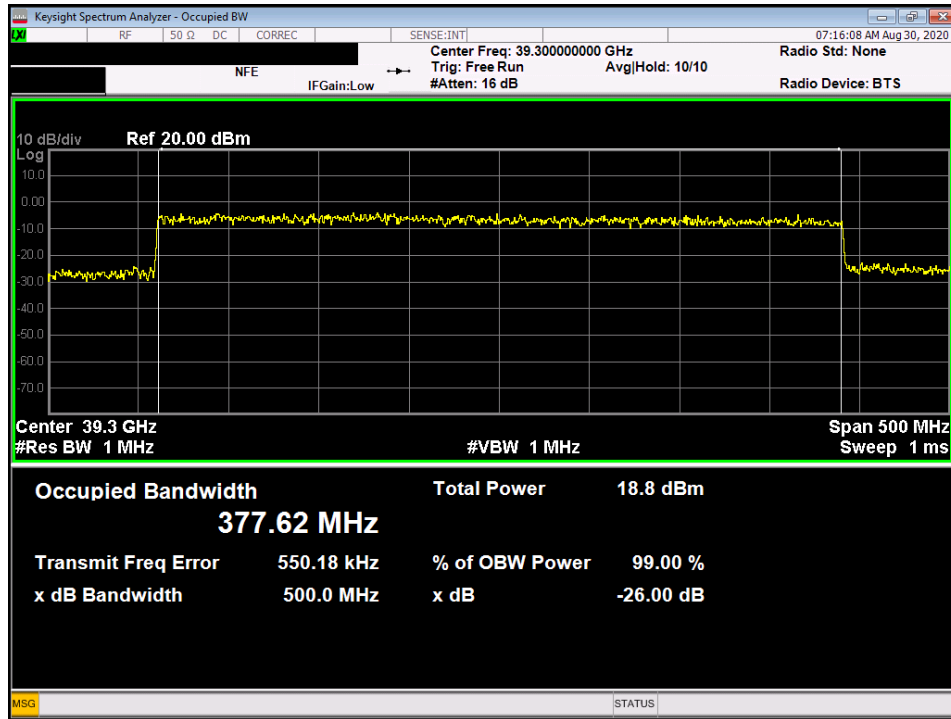 Keysight Spectrum Analyzer - Occupied BW
LXI RF 50 Ω DC CORREC SENSE:INT 07:16:08 AM Aug 30, 2020
Center Freq: 39.300000000 GHz Radio Std: None
NFE Trig: Free Run Avg|Hold: 10/10
IFGain:Low #Atten: 16 dB Radio Device: BTS
10 dB/div Ref 20.00 dBm
Log
10.0
0.00
-10.0
-20.0
-30.0
-40.0
-50.0
-60.0
-70.0
Center 39.3 GHz Span 500 MHz
#Res BW 1 MHz #VBW 1 MHz Sweep 1 ms
Occupied Bandwidth Total Power 18.8 dBm
377.62 MHz
Transmit Freq Error 550.18 kHz % of OBW Power 99.00 %
x dB Bandwidth 500.0 MHz x dB -26.00 dB
MSG STATUS